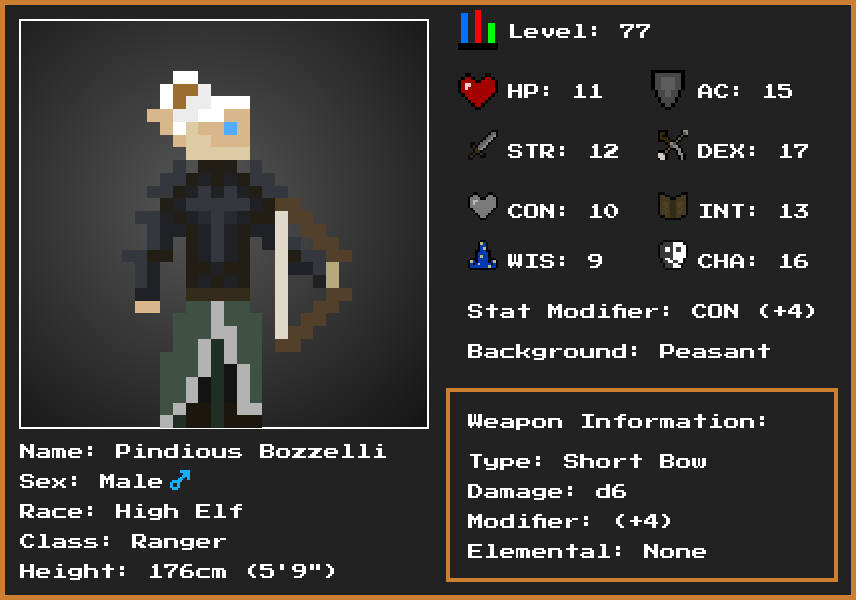 Level: 77
HP: 11 AC: 15
STR: 12 DEX: 17
CON: 10 INT: 13
WIS: 9 CHA: 16
Stat Modifier: CON (+4)
Background: Peasant
Weapon Information:
Type: Short Bow
Damage: d6
Modifier: (+4)
Elemental: None
Name: Pindious Bozzelli
Sex: Male ♂
Race: High Elf
Class: Ranger
Height: 176cm (5'9")